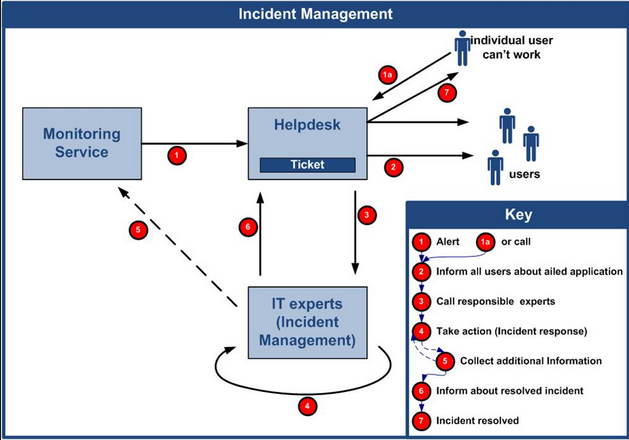 Incident Management
individual user
can't work
1a
7
Monitoring
Service
1
Helpdesk
Ticket
2
users
5
6
3
IT experts
(Incident
Management)
4
Key
1 Alert 1a or call
2 Inform all users about ailed application
3 Call responsible experts
4 Take action (Incident response)
5 Collect additional Information
6 Inform about resolved incident
7 Incident resolved